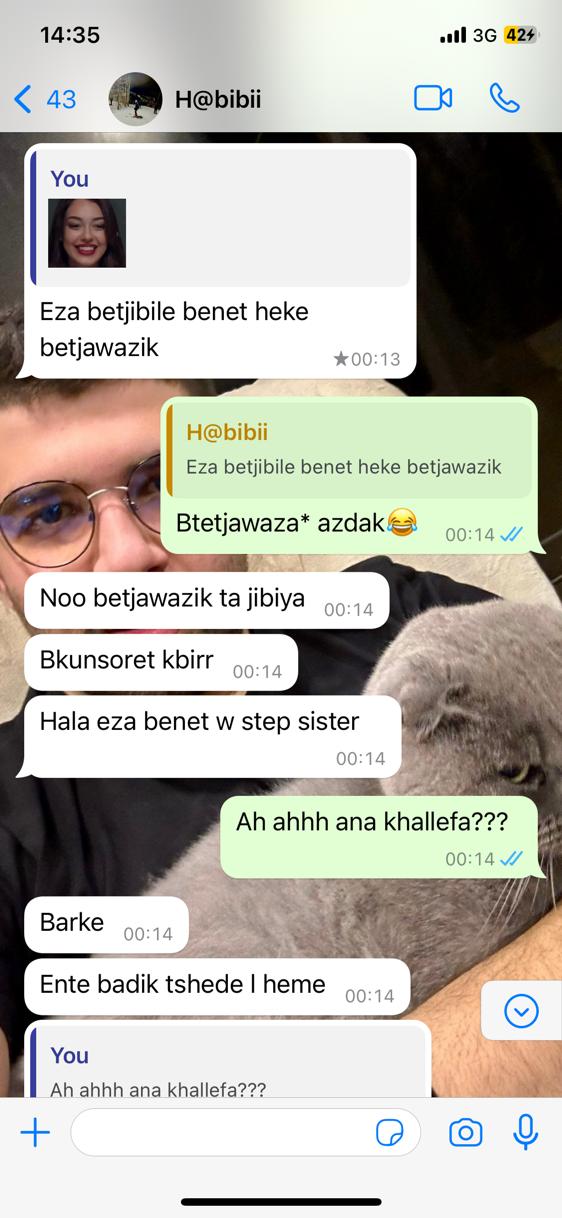 14:35
3G
42
43
H@bibii
You
Eza betjibile benet heke
betjawazik
★00:13
H@bibii
Eza betjibile benet heke betjawazik
Btetjawaza* azdak😂
00:14
Noo betjawazik ta jibiya
00:14
Bkunsoret kbirr
00:14
Hala eza benet w step sister
00:14
Ah ahhh ana khallefa???
00:14
Barke
00:14
Ente badik tshede l heme
00:14
You
Ah ahhh ana khallefa???